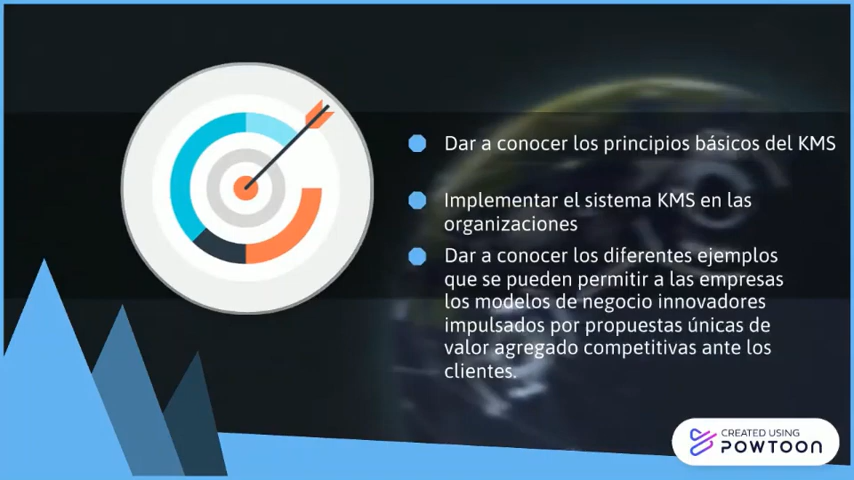 Dar a conocer los principios básicos del KMS
Implementar el sistema KMS en las
organizaciones
Dar a conocer los diferentes ejemplos
que se pueden permitir a las empresas
los modelos de negocio innovadores
impulsados por propuestas únicas de
valor agregado competitivas ante los
clientes.
CREATED USING
POWTOON